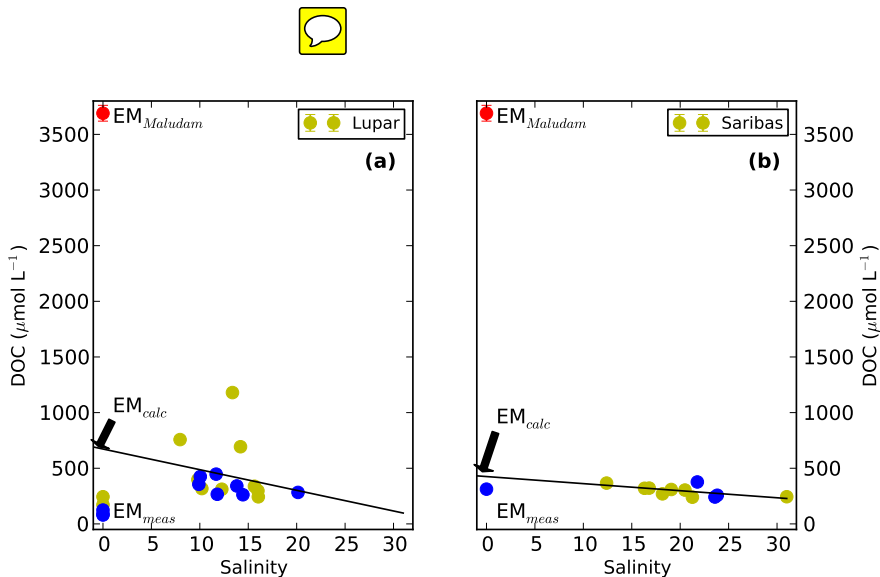 EM_Maludam
Lupar
(a)
EM_calc
EM_meas
3500
3000
2500
2000
1500
1000
500
0
DOC (μmol L⁻¹)
0 5 10 15 20 25 30
Salinity
EM_Maludam
Saribas
(b)
EM_calc
EM_meas
3500
3000
2500
2000
1500
1000
500
0
DOC (μmol L⁻¹)
0 5 10 15 20 25 30
Salinity